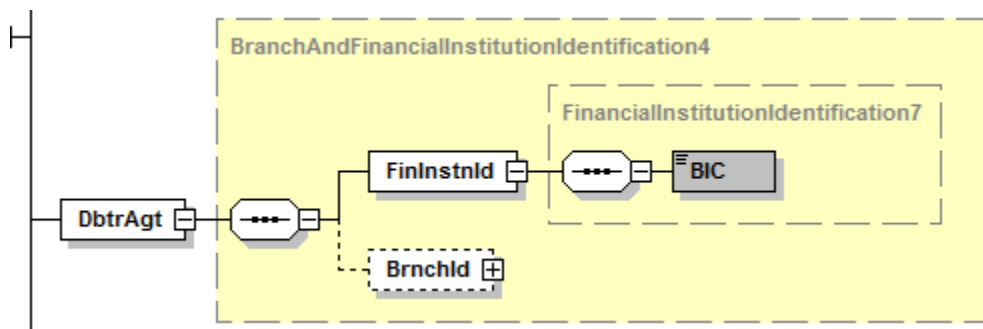 BranchAndFinancialInstitutionIdentification4
FinancialInstitutionIdentification7
FinInstnId
BIC
DbtrAgt
BrnchId